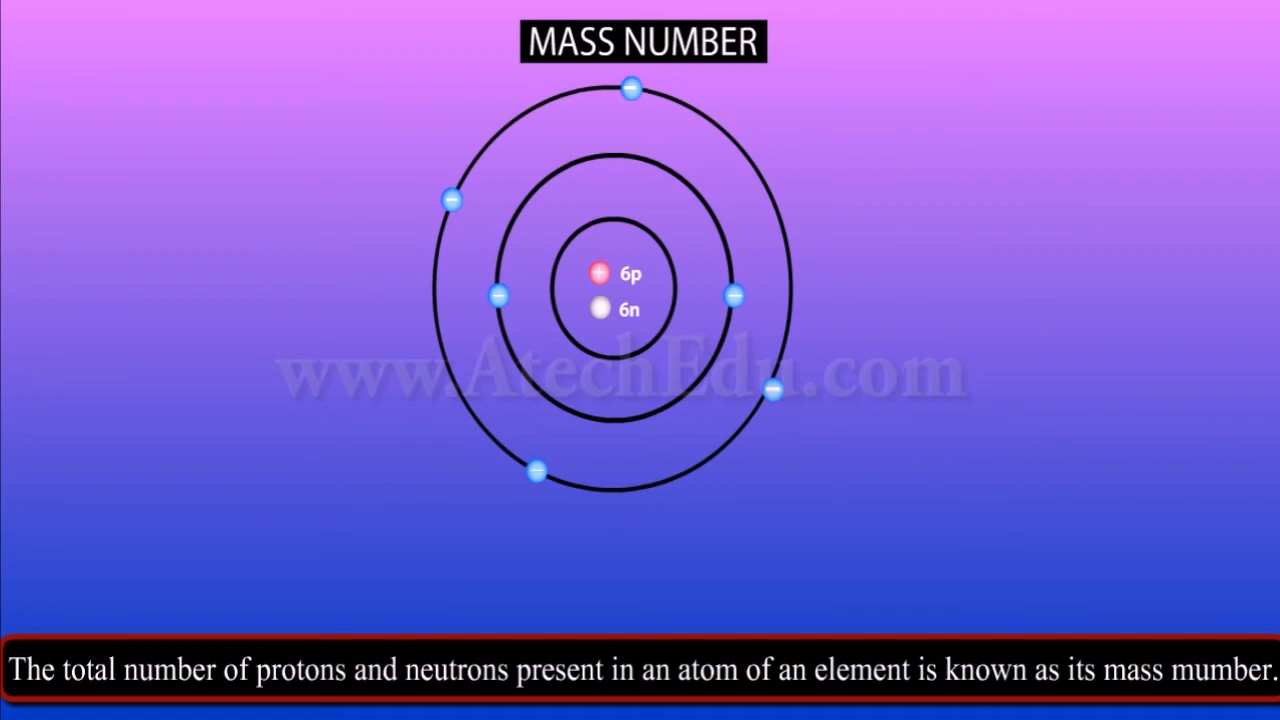 MASS NUMBER
6p
6n
www.AtechEdu.com
The total number of protons and neutrons present in an atom of an element is known as its mass mumber.